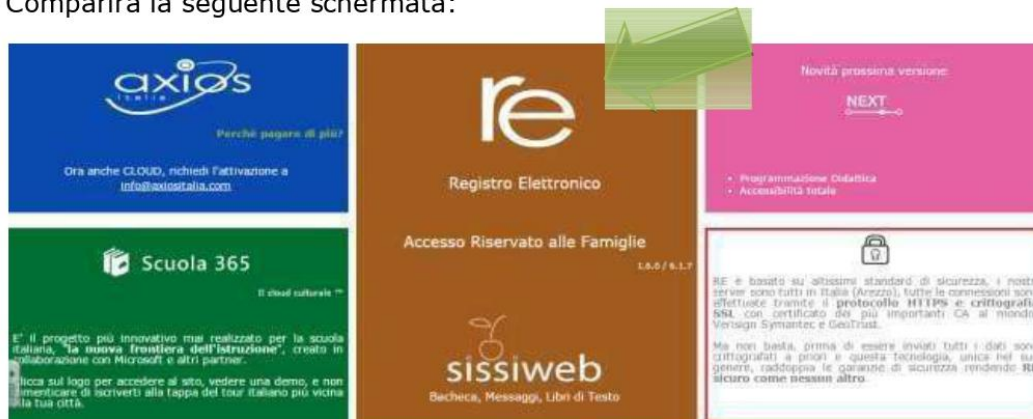 Comparirà la seguente schermata:
axios
italia
Perchè pagare di più?
Ora anche CLOUD, richiedi l'attivazione a
info@axiositalia.com
Scuola 365
Il cloud culturale ™
E' il progetto più innovativo mai realizzato per la scuola
italiana, "la nuova frontiera dell'istruzione", creato in
collaborazione con Microsoft e altri partner.
Clicca sul logo per accedere al sito, vedere una demo, e non
dimenticare di iscriverti alla tappa del tour italiano più vicina
alla tua città.
re
Registro Elettronico
Accesso Riservato alle Famiglie
sissiweb
Bacheca, Messaggi, Libri di Testo
Novità prossima versione
NEXT
• Programmazione Didattica
• Accessibilità totale
RE è basato su altissimi standard di sicurezza, i nostri
server sono tutti in Italia (Arezzo), tutte le connessioni sono
effettuate tramite il protocollo HTTPS e crittografia
SSL con certificato dei più importanti CA al mondo
Verisign Symantec e GeoTrust.
Ma non basta, prima di essere inviati tutti i dati sono
crittografati a priori e questa tecnologia, unica nel suo
genere, raddoppia le garanzie di sicurezza rendendo RE
sicuro come nessun altro.